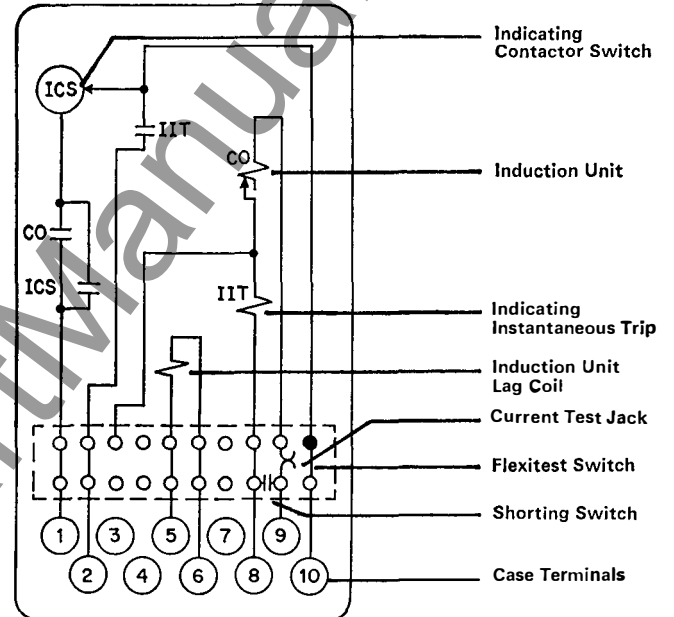 Indicating
Contactor Switch
ICS
IIT
CO
Induction Unit
CO
ICS
IIT
Indicating
Instantaneous Trip
Induction Unit
Lag Coil
Current Test Jack
Flexitest Switch
Shorting Switch
1 3 5 7 9
2 4 6 8 10
Case Terminals